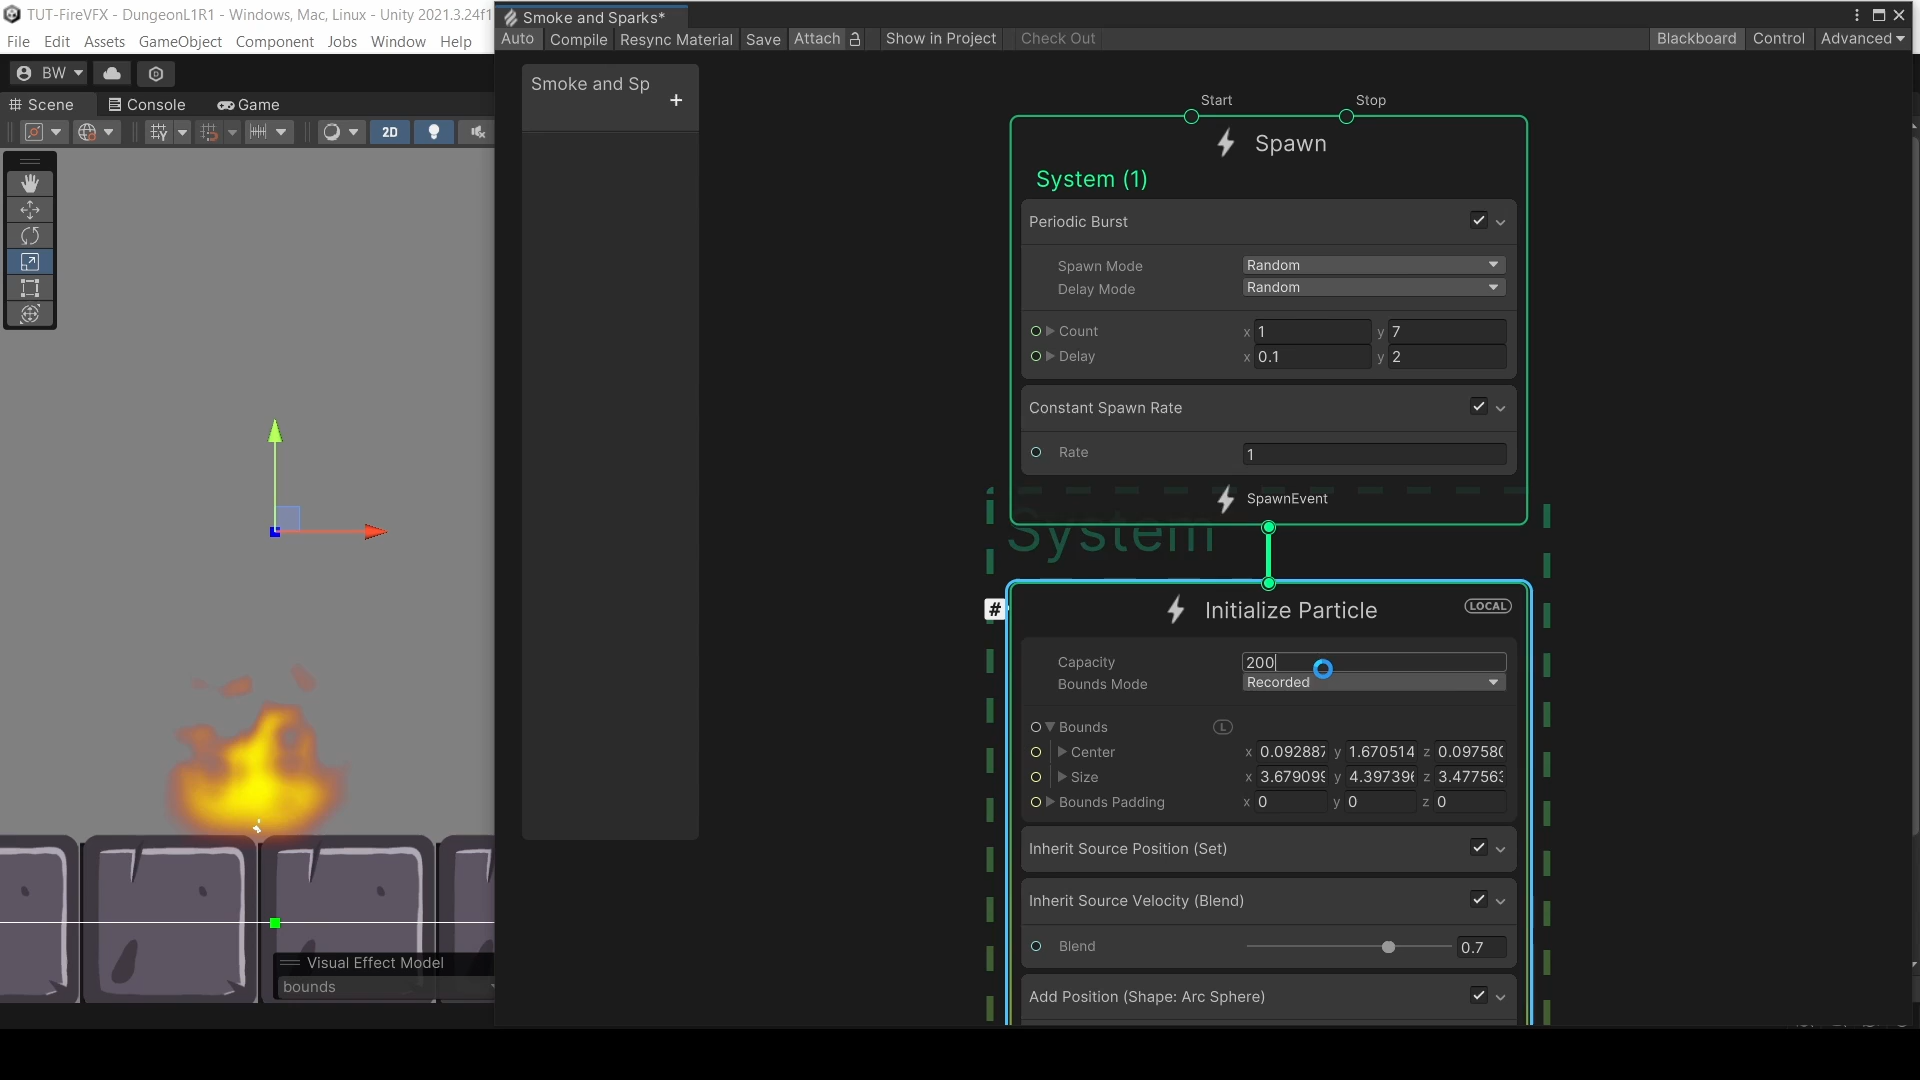 TUT-FireVFX - DungeonL1R1 - Windows, Mac, Linux - Unity 2021.3.24f1
Smoke and Sparks*
File Edit Assets GameObject Component Jobs Window Help
Auto Compile Resync Material Save Attach Show in Project Check Out Blackboard Control Advanced
BW
Scene Console Game
2D
Smoke and Sp
+
Start Stop
Spawn
System (1)
Periodic Burst
Spawn Mode Random
Delay Mode Random
Count x 1 y 7
Delay x 0.1 y 2
Constant Spawn Rate
Rate 1
SpawnEvent
System
# Initialize Particle LOCAL
Capacity 200
Bounds Mode Recorded
Bounds L
Center x 0.092887 y 1.670514 z 0.09758
Size x 3.679099 y 4.397396 z 3.477563
Bounds Padding x 0 y 0 z 0
Inherit Source Position (Set)
Inherit Source Velocity (Blend)
Blend 0.7
Add Position (Shape: Arc Sphere)
Visual Effect Model
bounds